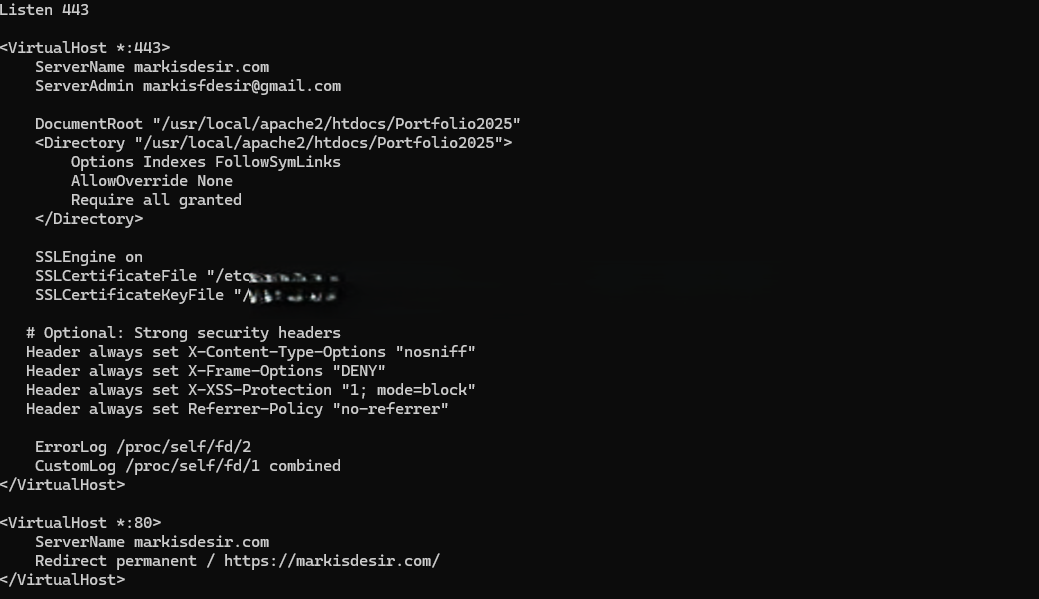 Listen 443
<VirtualHost *:443>
ServerName markisdesir.com
ServerAdmin markisfdesir@gmail.com
DocumentRoot "/usr/local/apache2/htdocs/Portfolio2025"
<Directory "/usr/local/apache2/htdocs/Portfolio2025">
Options Indexes FollowSymLinks
AllowOverride None
Require all granted
</Directory>
SSLEngine on
SSLCertificateFile "/etc
SSLCertificateKeyFile "/
# Optional: Strong security headers
Header always set X-Content-Type-Options "nosniff"
Header always set X-Frame-Options "DENY"
Header always set X-XSS-Protection "1; mode=block"
Header always set Referrer-Policy "no-referrer"
ErrorLog /proc/self/fd/2
CustomLog /proc/self/fd/1 combined
</VirtualHost>
<VirtualHost *:80>
ServerName markisdesir.com
Redirect permanent / https://markisdesir.com/
</VirtualHost>